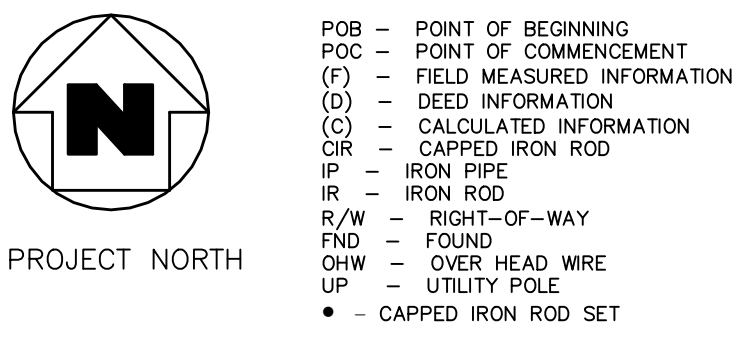 N
PROJECT NORTH
POB – POINT OF BEGINNING
POC – POINT OF COMMENCEMENT
(F) – FIELD MEASURED INFORMATION
(D) – DEED INFORMATION
(C) – CALCULATED INFORMATION
CIR – CAPPED IRON ROD
IP – IRON PIPE
IR – IRON ROD
R/W – RIGHT–OF–WAY
FND – FOUND
OHW – OVER HEAD WIRE
UP – UTILITY POLE
● – CAPPED IRON ROD SET